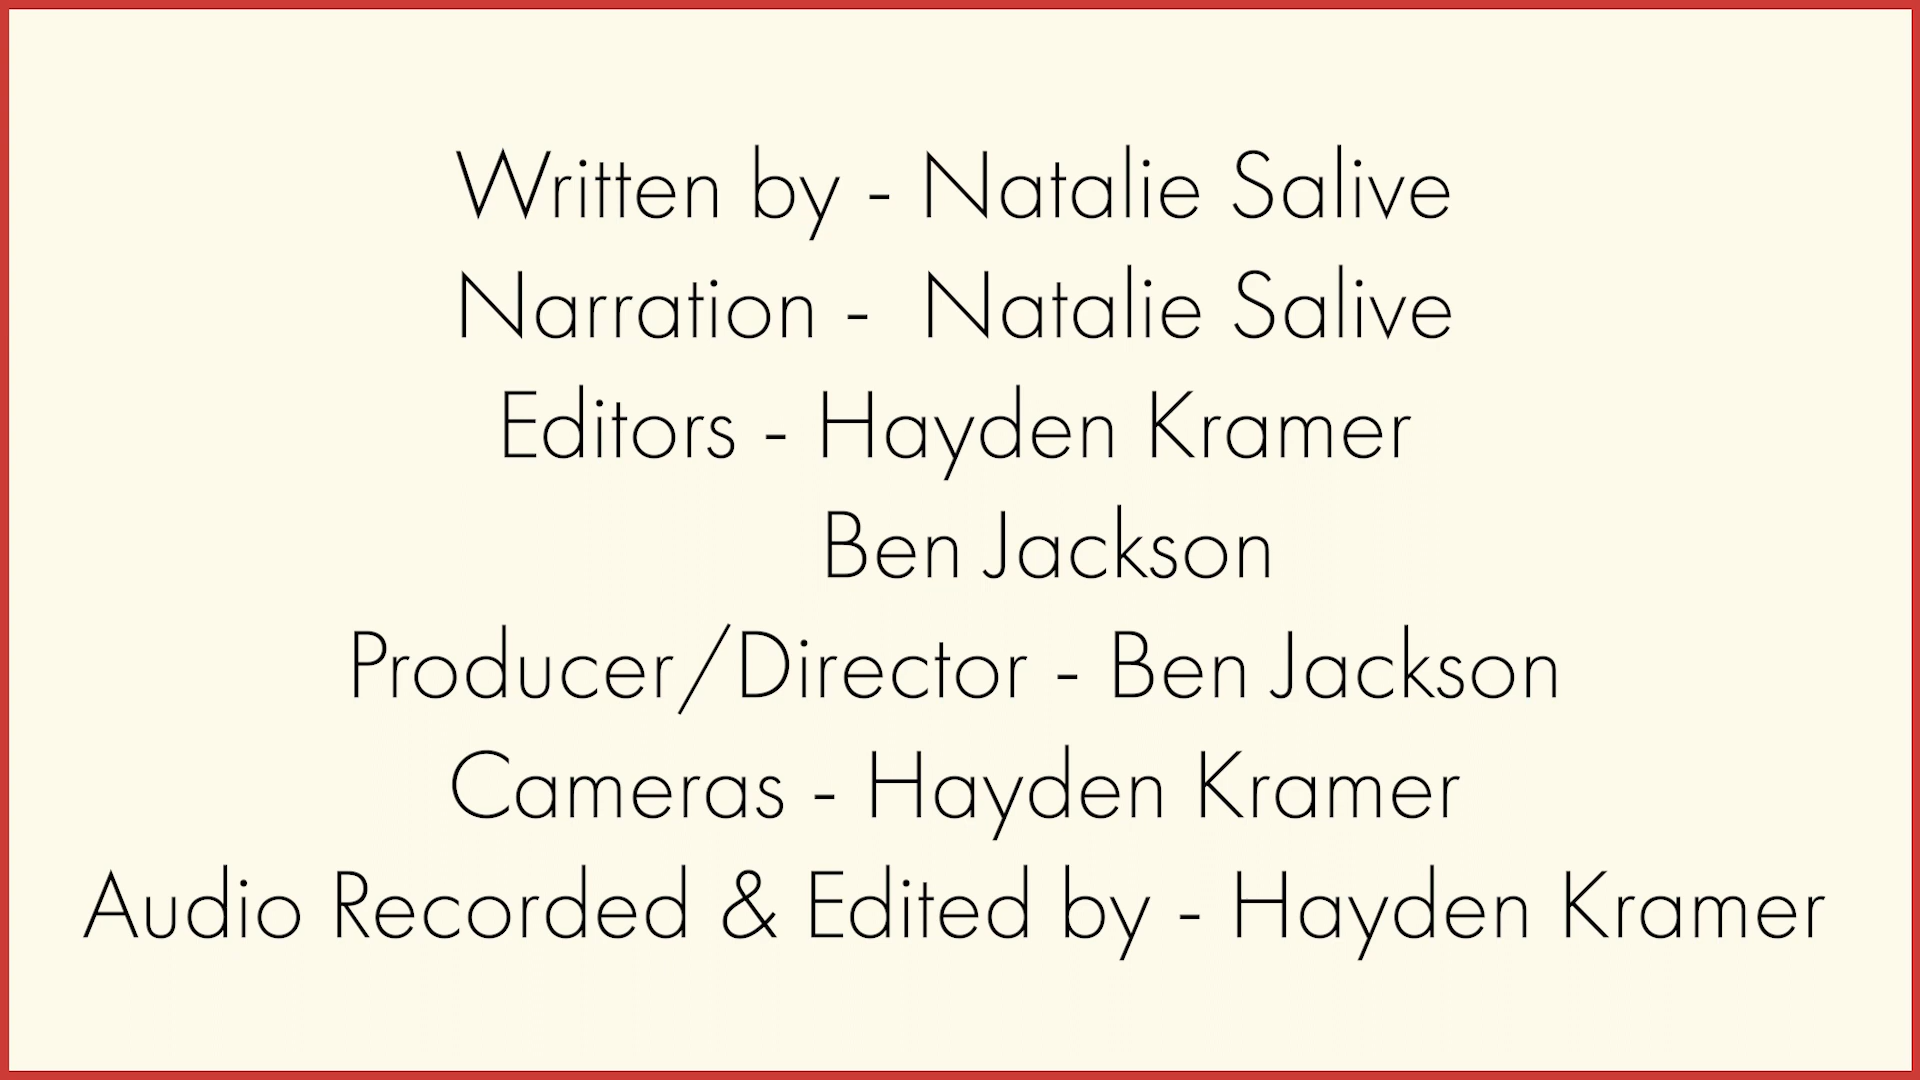 Written by - Natalie Salive
Narration -  Natalie Salive
Editors - Hayden Kramer
Ben Jackson
Producer/Director - Ben Jackson
Cameras - Hayden Kramer
Audio Recorded & Edited by - Hayden Kramer